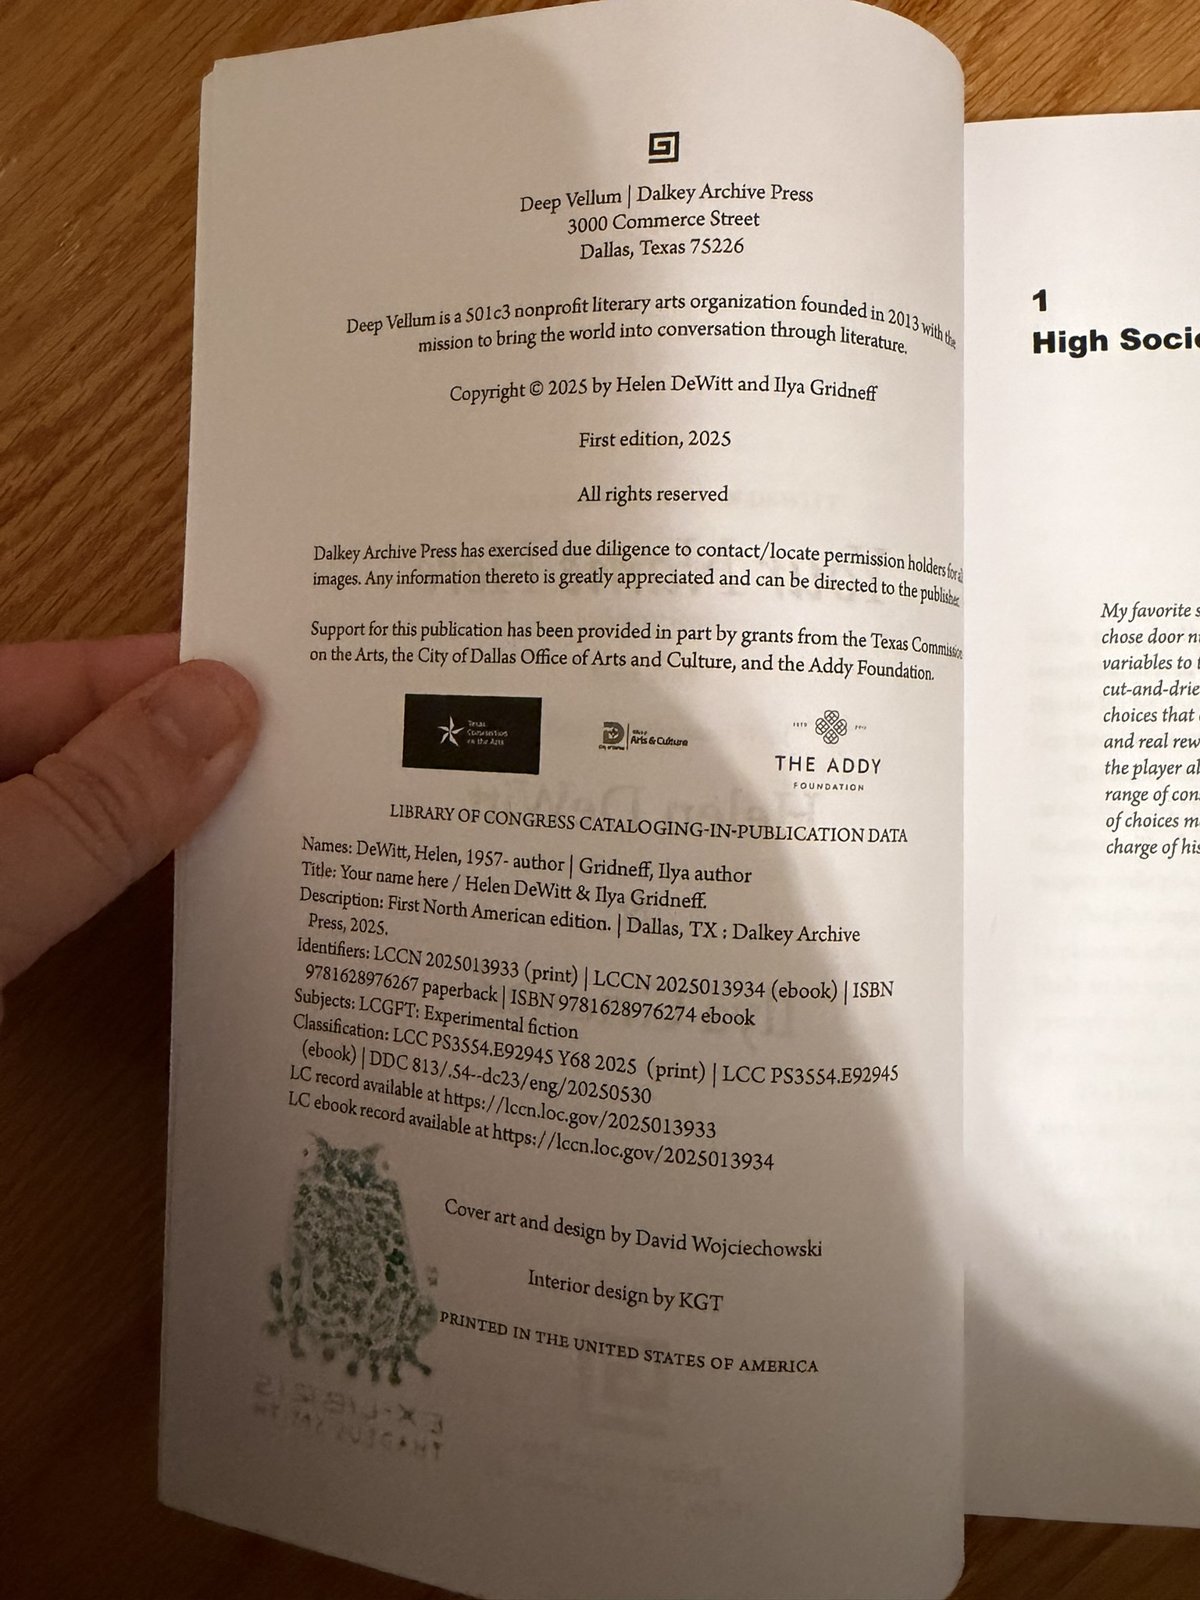 Deep Vellum | Dalkey Archive Press
3000 Commerce Street
Dallas, Texas 75226
Deep Vellum is a 501c3 nonprofit literary arts organization founded in 2013 with the
mission to bring the world into conversation through literature.
Copyright © 2025 by Helen DeWitt and Ilya Gridneff
First edition, 2025
All rights reserved
Dalkey Archive Press has exercised due diligence to contact/locate permission holders for
images. Any information thereto is greatly appreciated and can be directed to the publisher.
Support for this publication has been provided in part by grants from the Texas Commission
on the Arts, the City of Dallas Office of Arts and Culture, and the Addy Foundation.
Texas
Commission
on the Arts
Arts & Culture
THE ADDY
FOUNDATION
LIBRARY OF CONGRESS CATALOGING-IN-PUBLICATION DATA
Names: DeWitt, Helen, 1957- author | Gridneff, Ilya author
Title: Your name here / Helen DeWitt & Ilya Gridneff.
Description: First North American edition. | Dallas, TX : Dalkey Archive
Press, 2025.
Identifiers: LCCN 2025013933 (print) | LCCN 2025013934 (ebook) | ISBN
9781628976267 paperback | ISBN 9781628976274 ebook
Subjects: LCGFT: Experimental fiction
Classification: LCC PS3554.E92945 Y68 2025 (print) | LCC PS3554.E92945
(ebook) | DDC 813/.54--dc23/eng/20250530
LC record available at https://lccn.loc.gov/2025013933
LC ebook record available at https://lccn.loc.gov/2025013934
Cover art and design by David Wojciechowski
Interior design by KGT
PRINTED IN THE UNITED STATES OF AMERICA
EX-LIBRIS
1
High Socie
My favorite s
chose door n
variables to t
cut-and-drie
choices that
and real rew
the player al
range of con
of choices m
charge of his